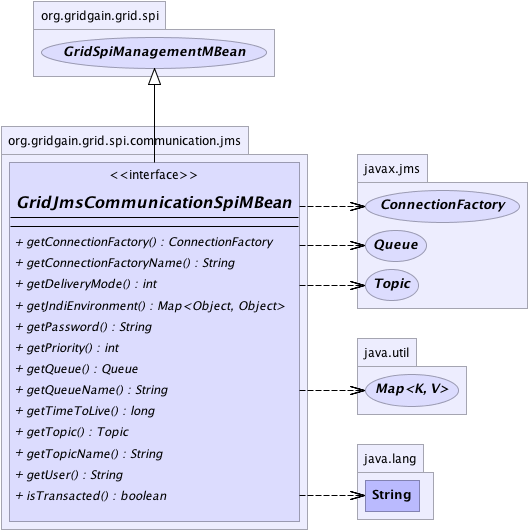 org.gridgain.grid.spi
GridSpiManagementMBean
org.gridgain.grid.spi.communication.jms
<<interface>>
GridJmsCommunicationSpiMBean
+ getConnectionFactory() : ConnectionFactory
+ getConnectionFactoryName() : String
+ getDeliveryMode() : int
+ getJndiEnvironment() : Map<Object, Object>
+ getPassword() : String
+ getPriority() : int
+ getQueue() : Queue
+ getQueueName() : String
+ getTimeToLive() : long
+ getTopic() : Topic
+ getTopicName() : String
+ getUser() : String
+ isTransacted() : boolean
javax.jms
ConnectionFactory
Queue
Topic
java.util
Map<K, V>
java.lang
String